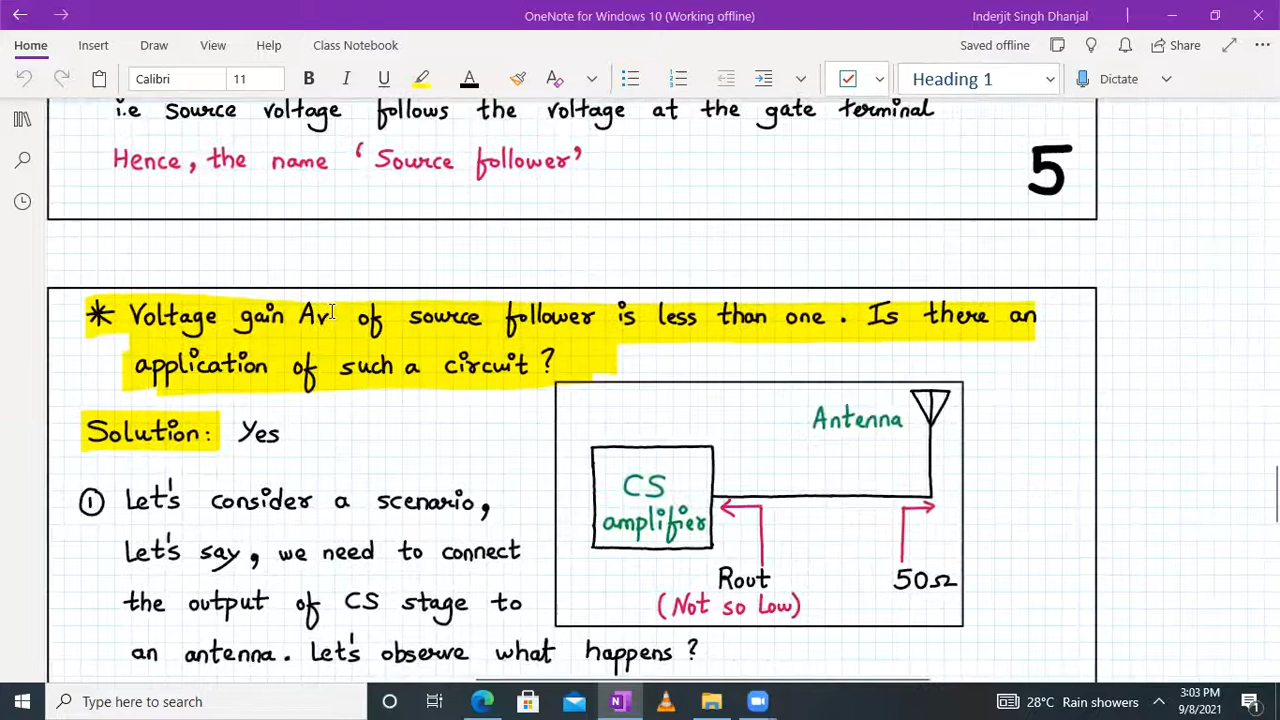 OneNote for Windows 10 (Working offline)
Inderjit Singh Dhanjal
Home Insert Draw View Help Class Notebook
Saved offline
Share
Calibri 11
Heading 1
Dictate
i.e Source voltage follows the voltage at the gate terminal
Hence, the name 'Source follower'
5
* Voltage gain Av of source follower is less than one. Is there an
application of such a circuit?
Solution: Yes
① Let's consider a scenario,
Let's say, we need to connect
the output of CS stage to
an antenna. Let's observe what happens?
Antenna
CS
amplifier
Rout
(Not so Low)
50Ω
Type here to search
28°C Rain showers
3:03 PM
9/8/2021